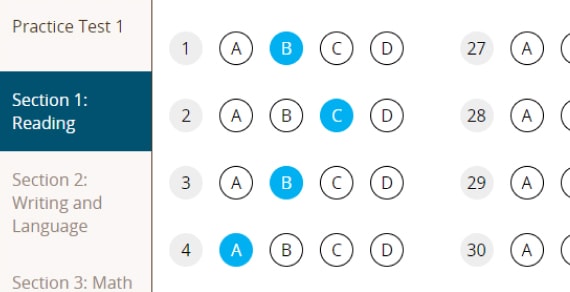 Practice Test 1
Section 1:
Reading
Section 2:
Writing and
Language
Section 3: Math
1 A B C D 27 A
2 A B C D 28 A
3 A B C D 29 A
4 A B C D 30 A